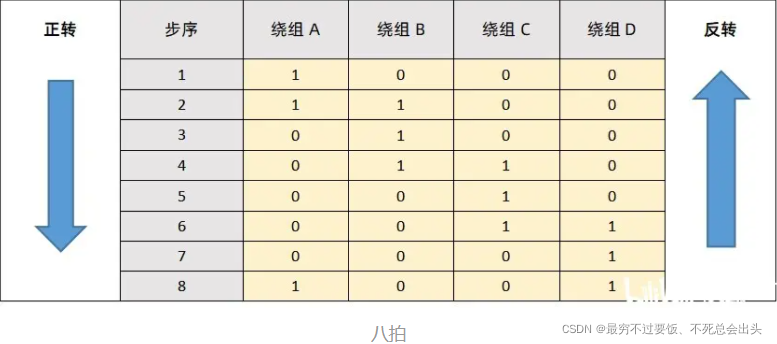 正转 步序 绕组 A 绕组 B 绕组 C 绕组 D 反转
1 1 0 0 0
2 1 1 0 0
3 0 1 0 0
4 0 1 1 0
5 0 0 1 0
6 0 0 1 1
7 0 0 0 1
8 1 0 0 1
八拍
CSDN @最穷不过要饭、不死总会出头